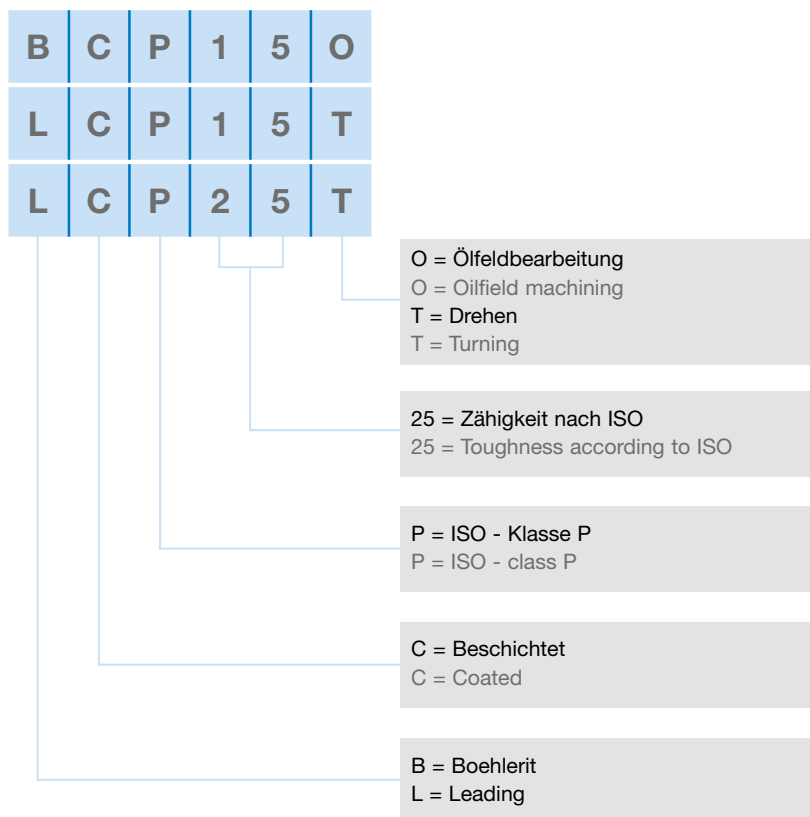 B C P 1 5 O
L C P 1 5 T
L C P 2 5 T
O = Ölfeldbearbeitung
O = Oilfield machining
T = Drehen
T = Turning
25 = Zähigkeit nach ISO
25 = Toughness according to ISO
P = ISO - Klasse P
P = ISO - class P
C = Beschichtet
C = Coated
B = Boehlerit
L = Leading